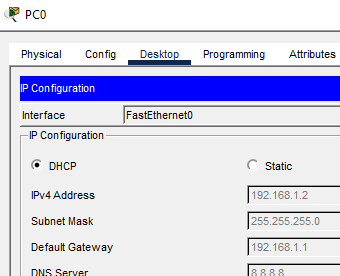 PC0
Physical Config Desktop Programming Attributes
IP Configuration
Interface FastEthernet0
IP Configuration
DHCP Static
IPv4 Address 192.168.1.2
Subnet Mask 255.255.255.0
Default Gateway 192.168.1.1
DNS Server 8.8.8.8